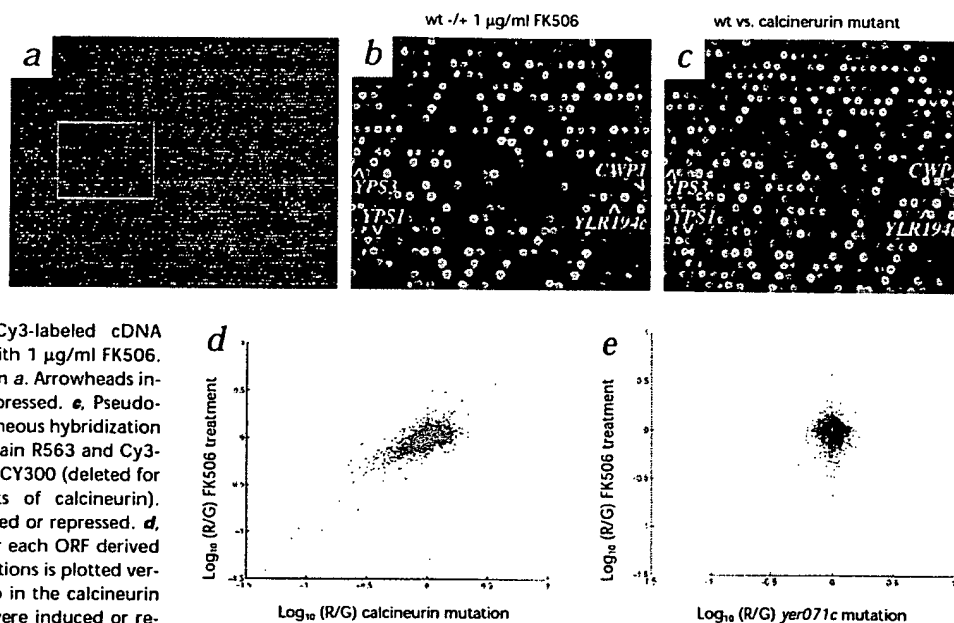 wt -/+ 1 µg/ml FK506
wt vs. calcinerurin mutant
a
b
c
CWP1
YPS3
YPS1
YLR194c
CWP1
YPS3
YPS1
YLR194c
Cy3-labeled cDNA
ith 1 µg/ml FK506.
n a. Arrowheads in-
pressed. c, Pseudo-
neous hybridization
ain R563 and Cy3-
CY300 (deleted for
ks of calcineurin).
ed or repressed. d,
r each ORF derived
tions is plotted ver-
o in the calcineurin
were induced or re-
d
Log₁₀ (R/G) FK506 treatment
Log₁₀ (R/G) calcineurin mutation
e
Log₁₀ (R/G) FK506 treatment
Log₁₀ (R/G) yer071c mutation